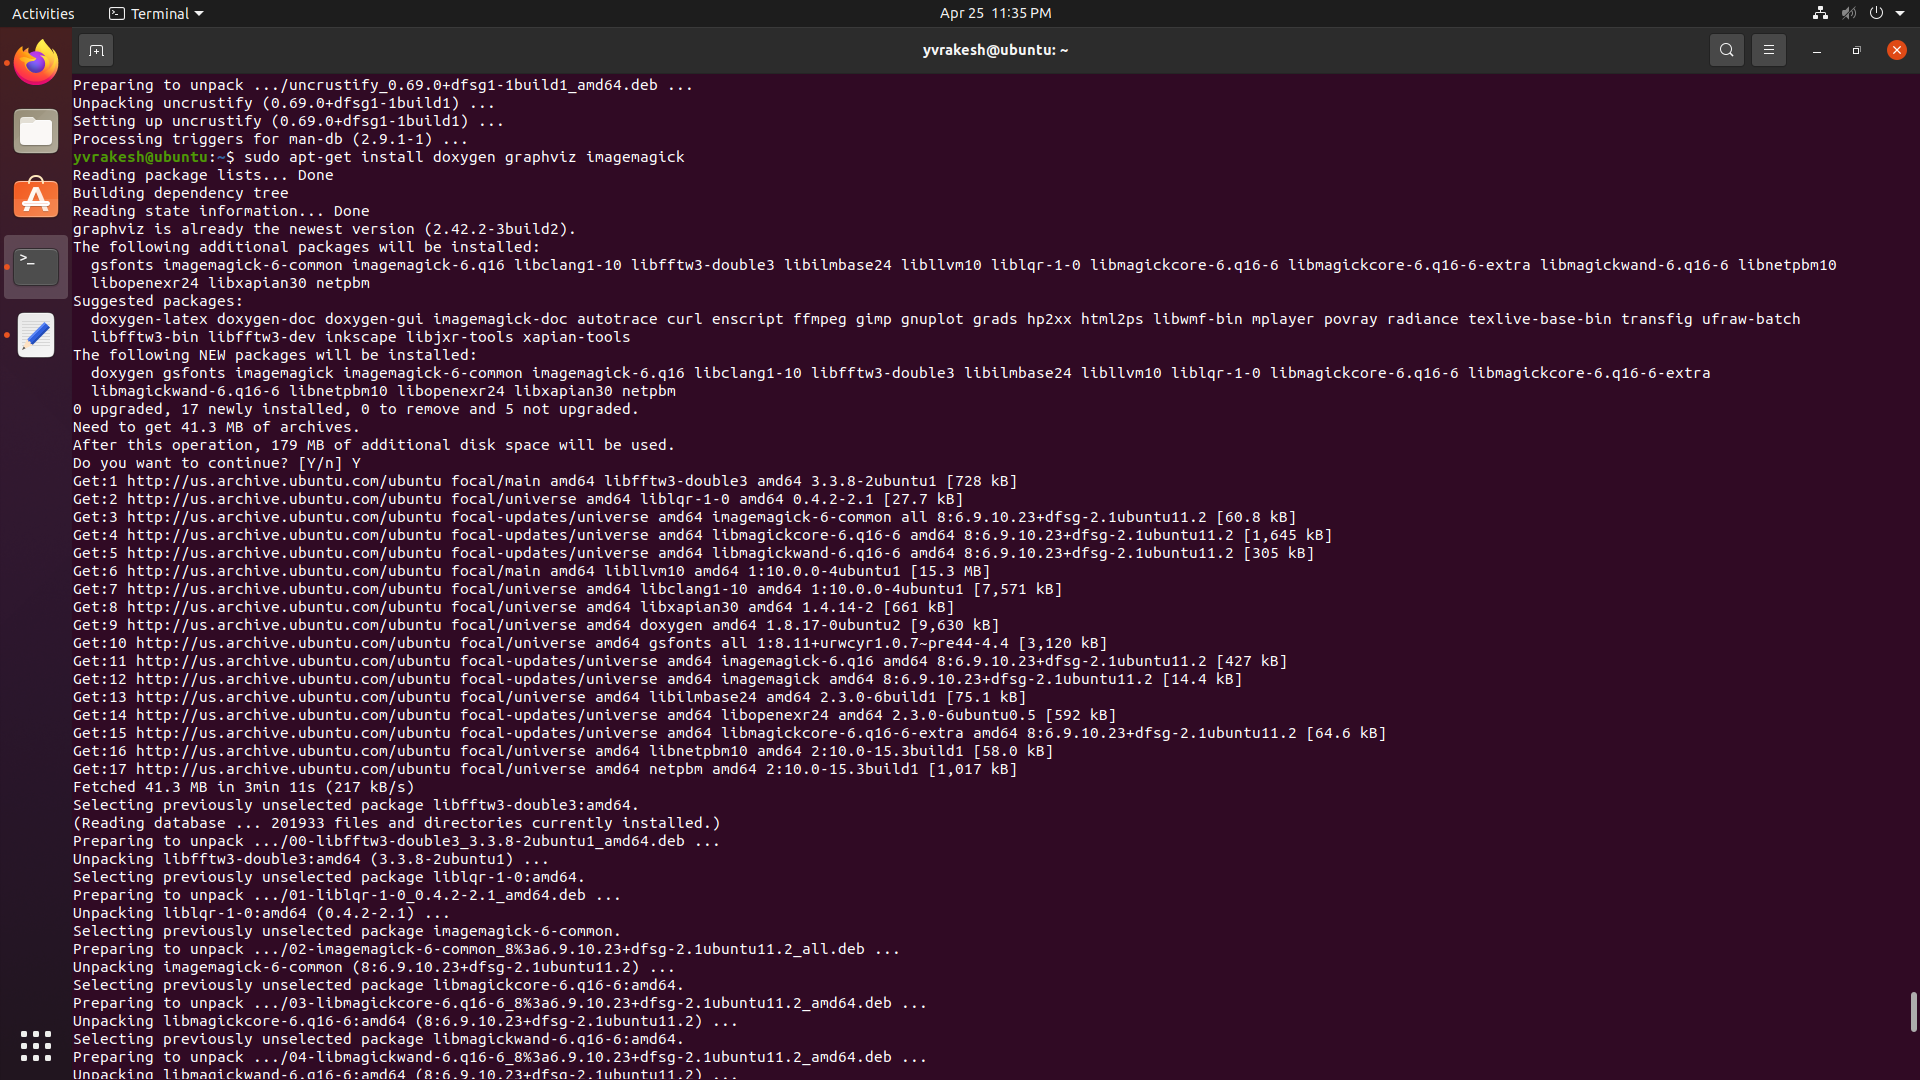 Activities
Terminal
Apr 25 11:35 PM
yvrakesh@ubuntu: ~
Preparing to unpack .../uncrustify_0.69.0+dfsg1-1build1_amd64.deb ...
Unpacking uncrustify (0.69.0+dfsg1-1build1) ...
Setting up uncrustify (0.69.0+dfsg1-1build1) ...
Processing triggers for man-db (2.9.1-1) ...
yvrakesh@ubuntu:~$ sudo apt-get install doxygen graphviz imagemagick
Reading package lists... Done
Building dependency tree
Reading state information... Done
graphviz is already the newest version (2.42.2-3build2).
The following additional packages will be installed:
gsfonts imagemagick-6-common imagemagick-6.q16 libclang1-10 libfftw3-double3 libilmbase24 libllvm10 liblqr-1-0 libmagickcore-6.q16-6 libmagickcore-6.q16-6-extra libmagickwand-6.q16-6 libnetpbm10
libopenexr24 libxapian30 netpbm
Suggested packages:
doxygen-latex doxygen-doc doxygen-gui imagemagick-doc autotrace curl enscript ffmpeg gimp gnuplot grads hp2xx html2ps libwmf-bin mplayer povray radiance texlive-base-bin transfig ufraw-batch
libfftw3-bin libfftw3-dev inkscape libjxr-tools xapian-tools
The following NEW packages will be installed:
doxygen gsfonts imagemagick imagemagick-6-common imagemagick-6.q16 libclang1-10 libfftw3-double3 libilmbase24 libllvm10 liblqr-1-0 libmagickcore-6.q16-6 libmagickcore-6.q16-6-extra
libmagickwand-6.q16-6 libnetpbm10 libopenexr24 libxapian30 netpbm
0 upgraded, 17 newly installed, 0 to remove and 5 not upgraded.
Need to get 41.3 MB of archives.
After this operation, 179 MB of additional disk space will be used.
Do you want to continue? [Y/n] Y
Get:1 http://us.archive.ubuntu.com/ubuntu focal/main amd64 libfftw3-double3 amd64 3.3.8-2ubuntu1 [728 kB]
Get:2 http://us.archive.ubuntu.com/ubuntu focal/universe amd64 liblqr-1-0 amd64 0.4.2-2.1 [27.7 kB]
Get:3 http://us.archive.ubuntu.com/ubuntu focal-updates/universe amd64 imagemagick-6-common all 8:6.9.10.23+dfsg-2.1ubuntu11.2 [60.8 kB]
Get:4 http://us.archive.ubuntu.com/ubuntu focal-updates/universe amd64 libmagickcore-6.q16-6 amd64 8:6.9.10.23+dfsg-2.1ubuntu11.2 [1,645 kB]
Get:5 http://us.archive.ubuntu.com/ubuntu focal-updates/universe amd64 libmagickwand-6.q16-6 amd64 8:6.9.10.23+dfsg-2.1ubuntu11.2 [305 kB]
Get:6 http://us.archive.ubuntu.com/ubuntu focal/main amd64 libllvm10 amd64 1:10.0.0-4ubuntu1 [15.3 MB]
Get:7 http://us.archive.ubuntu.com/ubuntu focal/universe amd64 libclang1-10 amd64 1:10.0.0-4ubuntu1 [7,571 kB]
Get:8 http://us.archive.ubuntu.com/ubuntu focal/universe amd64 libxapian30 amd64 1.4.14-2 [661 kB]
Get:9 http://us.archive.ubuntu.com/ubuntu focal/universe amd64 doxygen amd64 1.8.17-0ubuntu2 [9,630 kB]
Get:10 http://us.archive.ubuntu.com/ubuntu focal/universe amd64 gsfonts all 1:8.11+urwcyr1.0.7~pre44-4.4 [3,120 kB]
Get:11 http://us.archive.ubuntu.com/ubuntu focal-updates/universe amd64 imagemagick-6.q16 amd64 8:6.9.10.23+dfsg-2.1ubuntu11.2 [427 kB]
Get:12 http://us.archive.ubuntu.com/ubuntu focal-updates/universe amd64 imagemagick amd64 8:6.9.10.23+dfsg-2.1ubuntu11.2 [14.4 kB]
Get:13 http://us.archive.ubuntu.com/ubuntu focal/universe amd64 libilmbase24 amd64 2.3.0-6build1 [75.1 kB]
Get:14 http://us.archive.ubuntu.com/ubuntu focal-updates/universe amd64 libopenexr24 amd64 2.3.0-6ubuntu0.5 [592 kB]
Get:15 http://us.archive.ubuntu.com/ubuntu focal-updates/universe amd64 libmagickcore-6.q16-6-extra amd64 8:6.9.10.23+dfsg-2.1ubuntu11.2 [64.6 kB]
Get:16 http://us.archive.ubuntu.com/ubuntu focal/universe amd64 libnetpbm10 amd64 2:10.0-15.3build1 [58.0 kB]
Get:17 http://us.archive.ubuntu.com/ubuntu focal/universe amd64 netpbm amd64 2:10.0-15.3build1 [1,017 kB]
Fetched 41.3 MB in 3min 11s (217 kB/s)
Selecting previously unselected package libfftw3-double3:amd64.
(Reading database ... 201933 files and directories currently installed.)
Preparing to unpack .../00-libfftw3-double3_3.3.8-2ubuntu1_amd64.deb ...
Unpacking libfftw3-double3:amd64 (3.3.8-2ubuntu1) ...
Selecting previously unselected package liblqr-1-0:amd64.
Preparing to unpack .../01-liblqr-1-0_0.4.2-2.1_amd64.deb ...
Unpacking liblqr-1-0:amd64 (0.4.2-2.1) ...
Selecting previously unselected package imagemagick-6-common.
Preparing to unpack .../02-imagemagick-6-common_8%3a6.9.10.23+dfsg-2.1ubuntu11.2_all.deb ...
Unpacking imagemagick-6-common (8:6.9.10.23+dfsg-2.1ubuntu11.2) ...
Selecting previously unselected package libmagickcore-6.q16-6:amd64.
Preparing to unpack .../03-libmagickcore-6.q16-6_8%3a6.9.10.23+dfsg-2.1ubuntu11.2_amd64.deb ...
Unpacking libmagickcore-6.q16-6:amd64 (8:6.9.10.23+dfsg-2.1ubuntu11.2) ...
Selecting previously unselected package libmagickwand-6.q16-6:amd64.
Preparing to unpack .../04-libmagickwand-6.q16-6_8%3a6.9.10.23+dfsg-2.1ubuntu11.2_amd64.deb ...
Unpacking libmagickwand-6.q16-6:amd64 (8:6.9.10.23+dfsg-2.1ubuntu11.2) ...